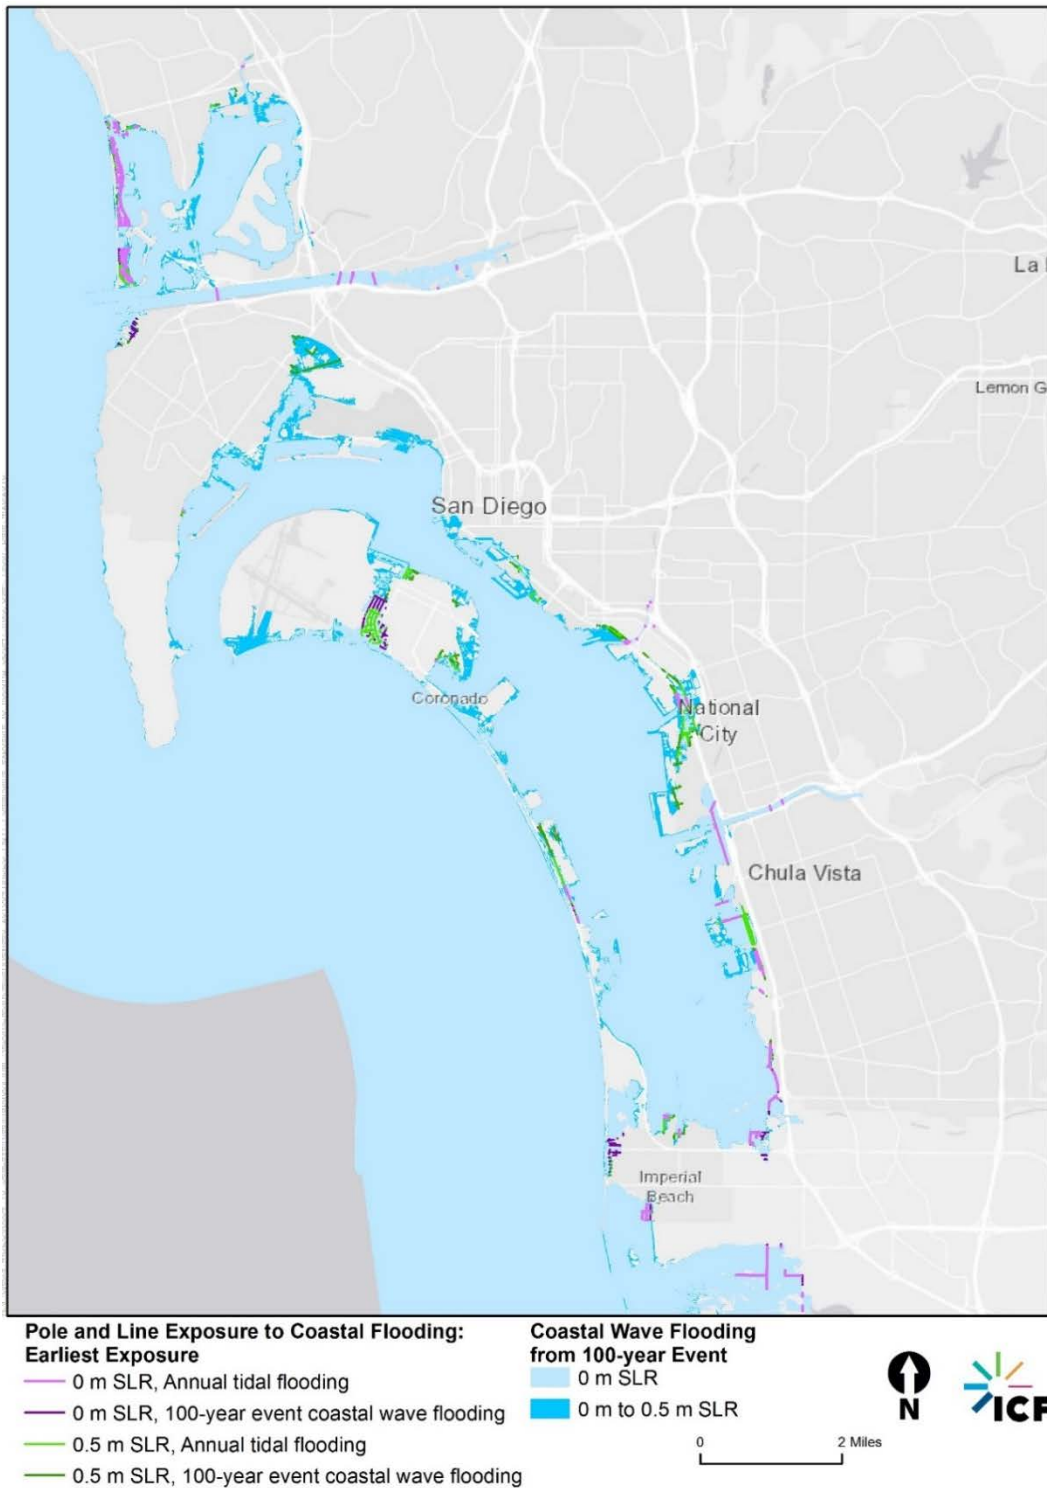 La
Lemon G
San Diego
Coronado
National
City
Chula Vista
Imperial
Beach
Pole and Line Exposure to Coastal Flooding:
Earliest Exposure
0 m SLR, Annual tidal flooding
0 m SLR, 100-year event coastal wave flooding
0.5 m SLR, Annual tidal flooding
0.5 m SLR, 100-year event coastal wave flooding
Coastal Wave Flooding
from 100-year Event
0 m SLR
0 m to 0.5 m SLR
N
0 2 Miles
ICF